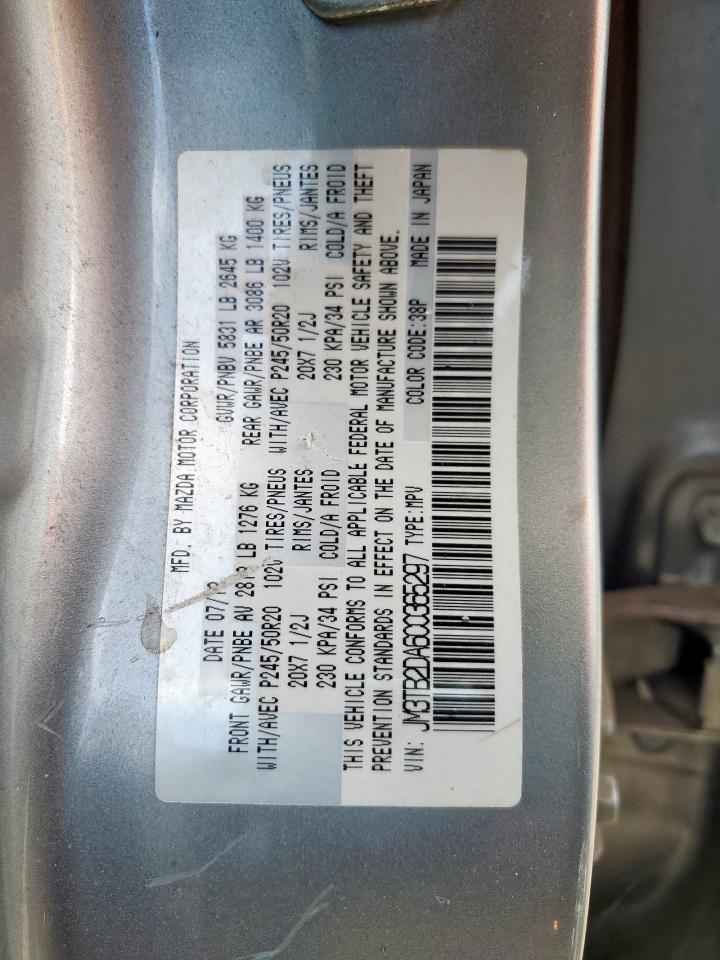 MFD. BY MAZDA MOTOR CORPORATION
DATE GVWR/PNBV 5831 LB 2645 KG
FRONT GAWR/PNBE AV LB 1276 KG REAR GAWR/PNBE AR 3086 LB 1400 KG
WITH/AVEC P245/50R20 102V TIRES/PNEUS WITH/AVEC P245/50R20 102V TIRES/PNEUS
20X7 1/2J RIMS/JANTES 20X7 1/2J RIMS/JANTES
230 KPA/34 PSI COLD/A FROID 230 KPA/34 PSI COLD/A FROID
THIS VEHICLE CONFORMS TO ALL APPLICABLE FEDERAL MOTOR VEHICLE SAFETY AND THEFT
PREVENTION STANDARDS IN EFFECT ON THE DATE OF MANUFACTURE SHOWN ABOVE.
VIN: JM3TB2DA6C0365297 TYPE:MPV COLOR CODE:38P MADE IN JAPAN